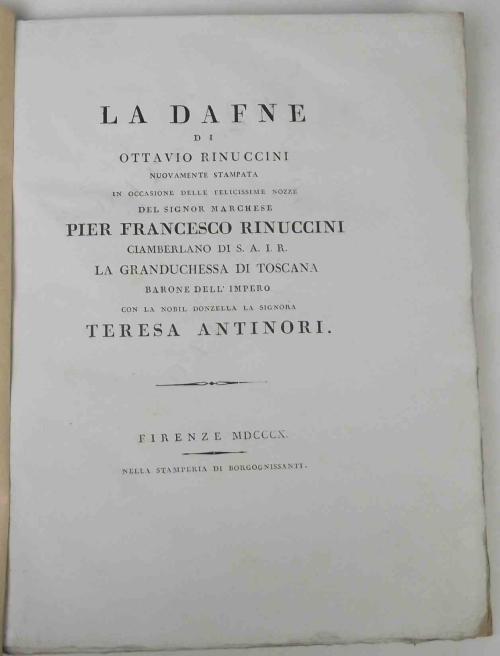 LA DAFNE
DI
OTTAVIO RINUCCINI
NUOVAMENTE STAMPATA
IN OCCASIONE DELLE FELICISSIME NOZZE
DEL SIGNOR MARCHESE
PIER FRANCESCO RINUCCINI
CIAMBERLANO DI S. A. I. R.
LA GRANDUCHESSA DI TOSCANA
BARONE DELL' IMPERO
CON LA NOBIL DONZELLA LA SIGNORA
TERESA ANTINORI.
FIRENZE MDCCCX.
NELLA STAMPERIA DI BORGOGNISSANTI.